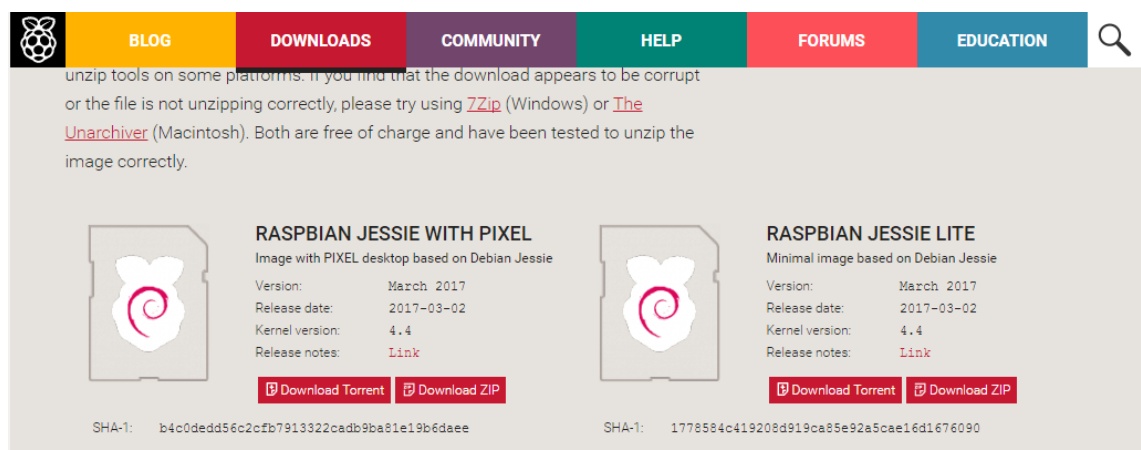 BLOG DOWNLOADS COMMUNITY HELP FORUMS EDUCATION
unzip tools on some platforms. If you find that the download appears to be corrupt
or the file is not unzipping correctly, please try using 7Zip (Windows) or The
Unarchiver (Macintosh). Both are free of charge and have been tested to unzip the
image correctly.
RASPBIAN JESSIE WITH PIXEL
Image with PIXEL desktop based on Debian Jessie
Version: March 2017
Release date: 2017-03-02
Kernel version: 4.4
Release notes: Link
Download Torrent Download ZIP
SHA-1: b4c0dedd56c2cfb7913322cadb9ba81e19b6daee
RASPBIAN JESSIE LITE
Minimal image based on Debian Jessie
Version: March 2017
Release date: 2017-03-02
Kernel version: 4.4
Release notes: Link
Download Torrent Download ZIP
SHA-1: 1778584c419208d919ca85e92a5cae16d1676090